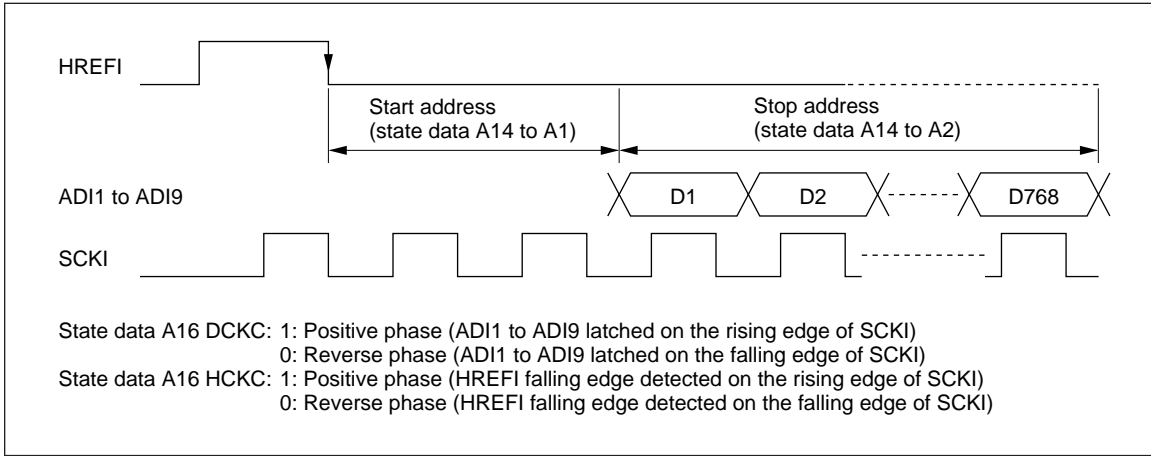 HREFI
Start address
(state data A14 to A1)
Stop address
(state data A14 to A2)
ADI1 to ADI9
D1
D2
D768
SCKI
State data A16 DCKC: 1: Positive phase (ADI1 to ADI9 latched on the rising edge of SCKI)
0: Reverse phase (ADI1 to ADI9 latched on the falling edge of SCKI)
State data A16 HCKC: 1: Positive phase (HREFI falling edge detected on the rising edge of SCKI)
0: Reverse phase (HREFI falling edge detected on the falling edge of SCKI)